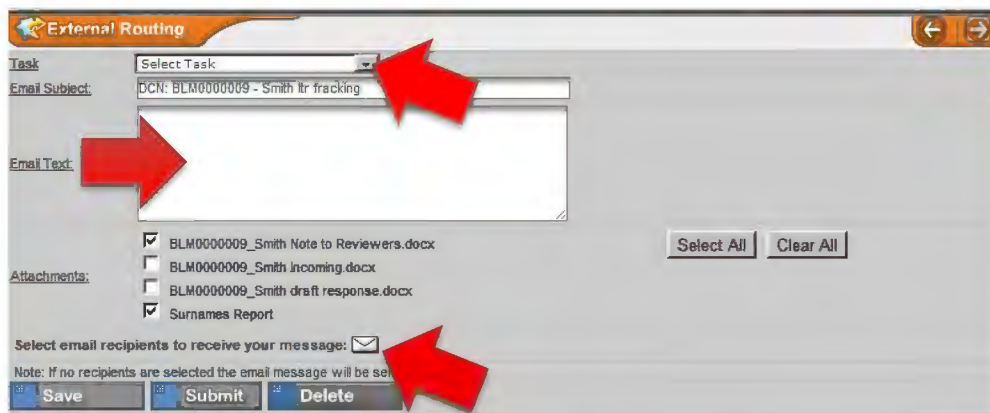 External Routing
Task Select Task
Email Subject: DCN: BLM0000009 - Smith ltr fracking
Email Text:
BLM0000009_Smith Note to Reviewers.docx
Select All Clear All
BLM0000009_Smith Incoming.docx
Attachments:
BLM0000009_Smith draft response.docx
Surnames Report
Select email recipients to receive your message:
Note: If no recipients are selected the email message will be
Save Submit Delete